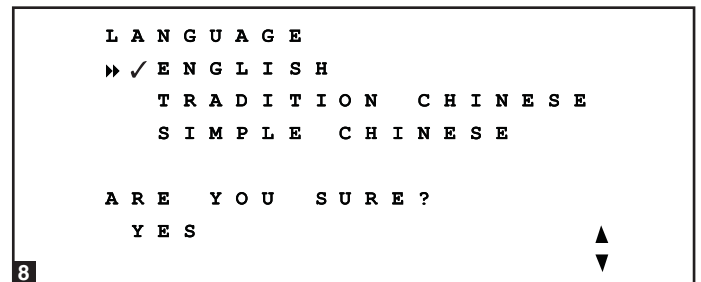 LANGUAGE
✓ENGLISH
TRADITION CHINESE
SIMPLE CHINESE
ARE YOU SURE?
YES
8